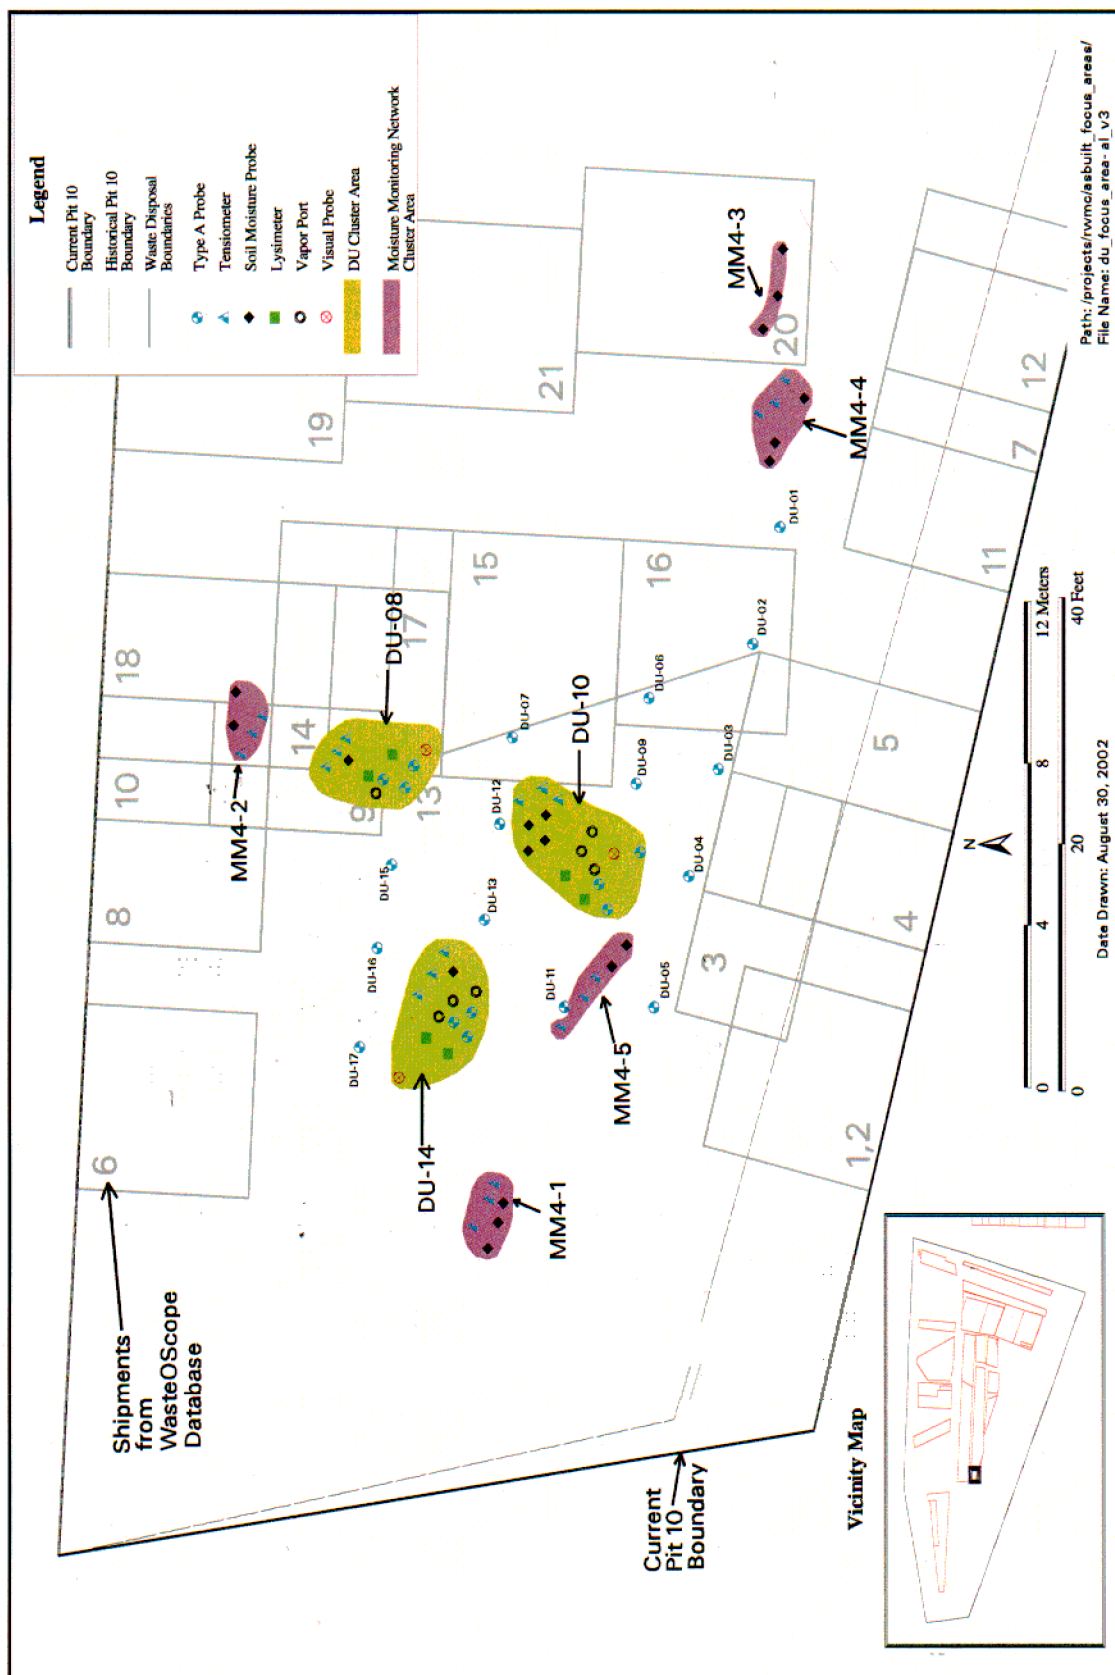 Legend
Current Pit 10
Boundary
Historical Pit 10
Boundary
Waste Disposal
Boundaries
Type A Probe
Tensiometer
Soil Moisture Probe
Lysimeter
Vapor Port
Visual Probe
DU Cluster Area
Moisture Monitoring Network
Cluster Area
Shipments
from
WasteOScope
Database
6
8
10
18
19
21
20
9
14
17
13
15
16
MM4-2
DU-08
DU-10
DU-14
MM4-1
MM4-5
MM4-3
MM4-4
DU-17
DU-16
DU-15
DU-13
DU-12
DU-07
DU-11
DU-09
DU-06
DU-05
DU-04
DU-03
DU-02
DU-01
1,2
3
4
5
11
7
12
Current
Pit 10
Boundary
Vicinity Map
N
0 4 8 12 Meters
0 20 40 Feet
Date Drawn: August 30, 2002
Path: /projects/rwmc/asbuilt_focus_areas/
File Name: du_focus_area-al_v3